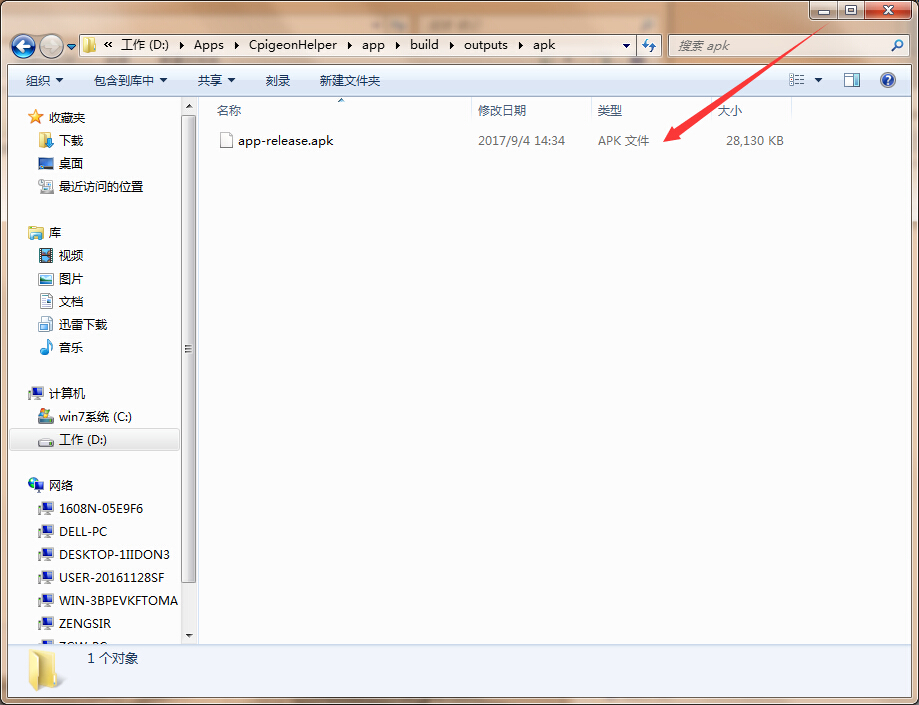 « 工作 (D:) ▸ Apps ▸ CpigeonHelper ▸ app ▸ build ▸ outputs ▸ apk
搜索 apk
组织 包含到库中 共享 刻录 新建文件夹
名称 修改日期 类型 大小
app-release.apk 2017/9/4 14:34 APK 文件 28,130 KB
收藏夹
下载
桌面
最近访问的位置
库
视频
图片
文档
迅雷下载
音乐
计算机
win7系统 (C:)
工作 (D:)
网络
1608N-05E9F6
DELL-PC
DESKTOP-1IIDON3
USER-20161128SF
WIN-3BPEVKFTOMA
ZENGSIR
1 个对象